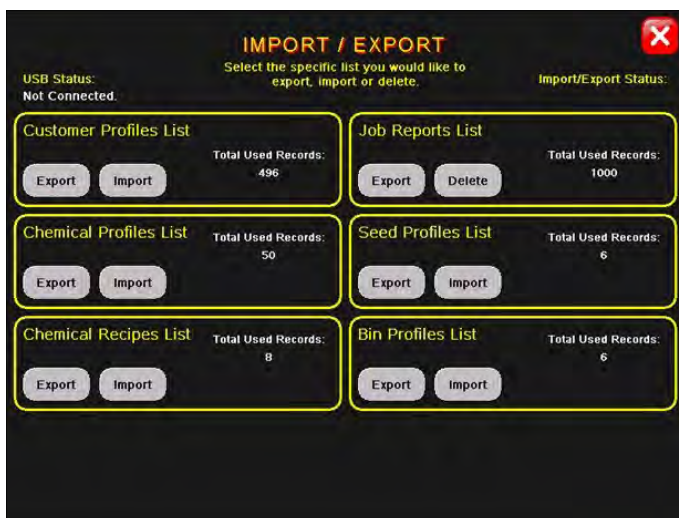 IMPORT / EXPORT
Select the specific list you would like to
export, import or delete.
USB Status:
Not Connected.
Import/Export Status:
Customer Profiles List
Total Used Records:
496
Export
Import
Job Reports List
Total Used Records:
1000
Export
Delete
Chemical Profiles List
Total Used Records:
50
Export
Import
Seed Profiles List
Total Used Records:
6
Export
Import
Chemical Recipes List
Total Used Records:
8
Export
Import
Bin Profiles List
Total Used Records:
6
Export
Import